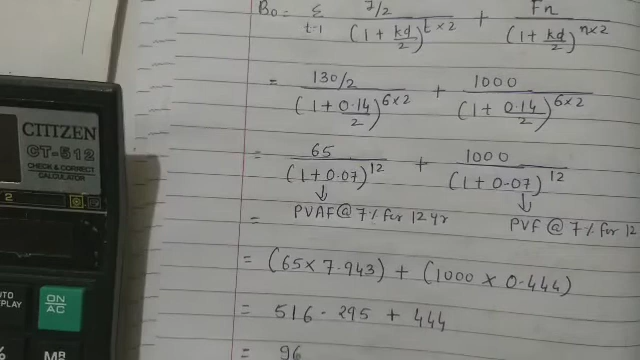 B₀ = Σ t-1 7/2 / (1 + kd/2)^t×2 + Fn / (1 + kd/2)^n×2
= 130/2 / (1 + 0.14/2)^6×2 + 1000 / (1 + 0.14/2)^6×2
= 65 / (1 + 0.07)^12 + 1000 / (1 + 0.07)^12
↓ ↓
= PVAF @ 7% for 12 yr PVF @ 7% for 12
= (65 × 7.943) + (1000 × 0.444)
= 516.295 + 444
= 96
CITIZEN
CT-512
CHECK & CORRECT
CALCULATOR
2
ON
AC